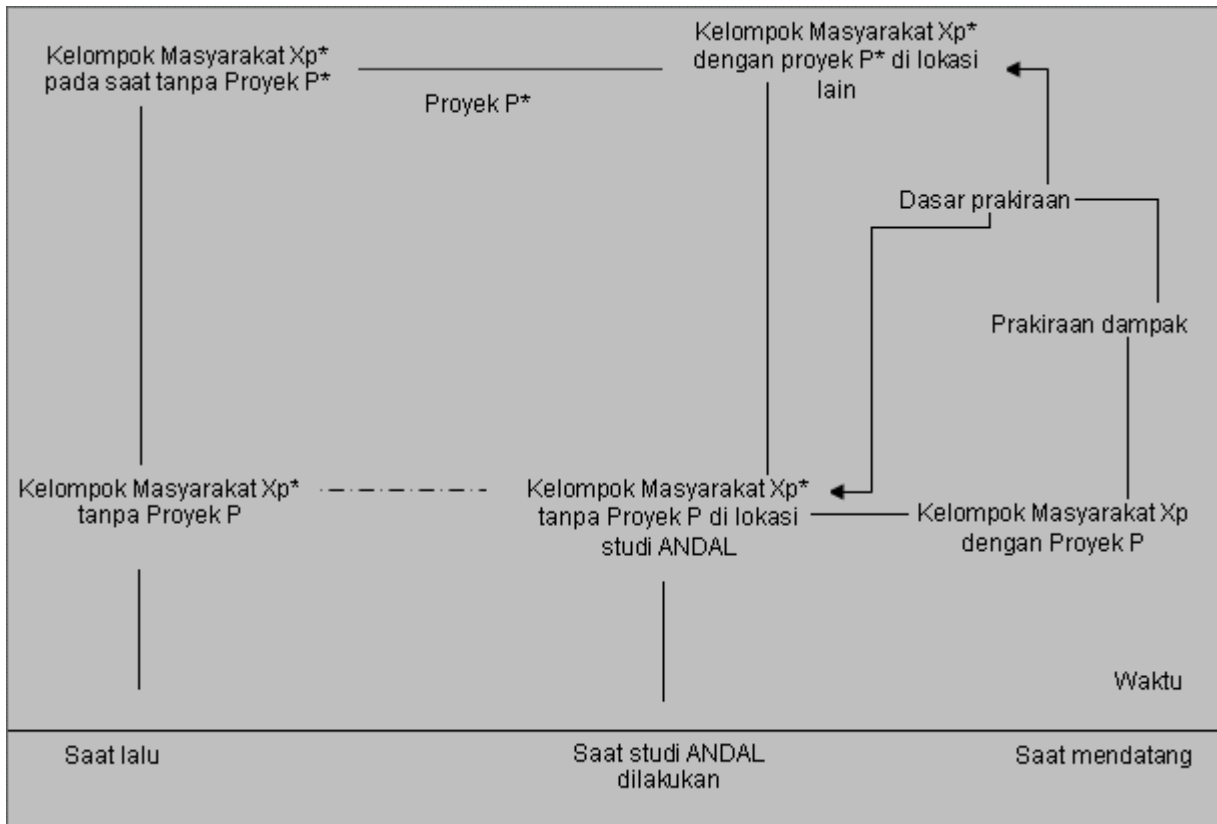 Kelompok Masyarakat Xp*
pada saat tanpa Proyek P*
Proyek P*
Kelompok Masyarakat Xp*
dengan proyek P* di lokasi
lain
Dasar prakiraan
Prakiraan dampak
Kelompok Masyarakat Xp*
tanpa Proyek P
Kelompok Masyarakat Xp*
tanpa Proyek P di lokasi
studi ANDAL
Kelompok Masyarakat Xp
dengan Proyek P
Waktu
Saat lalu
Saat studi ANDAL
dilakukan
Saat mendatang